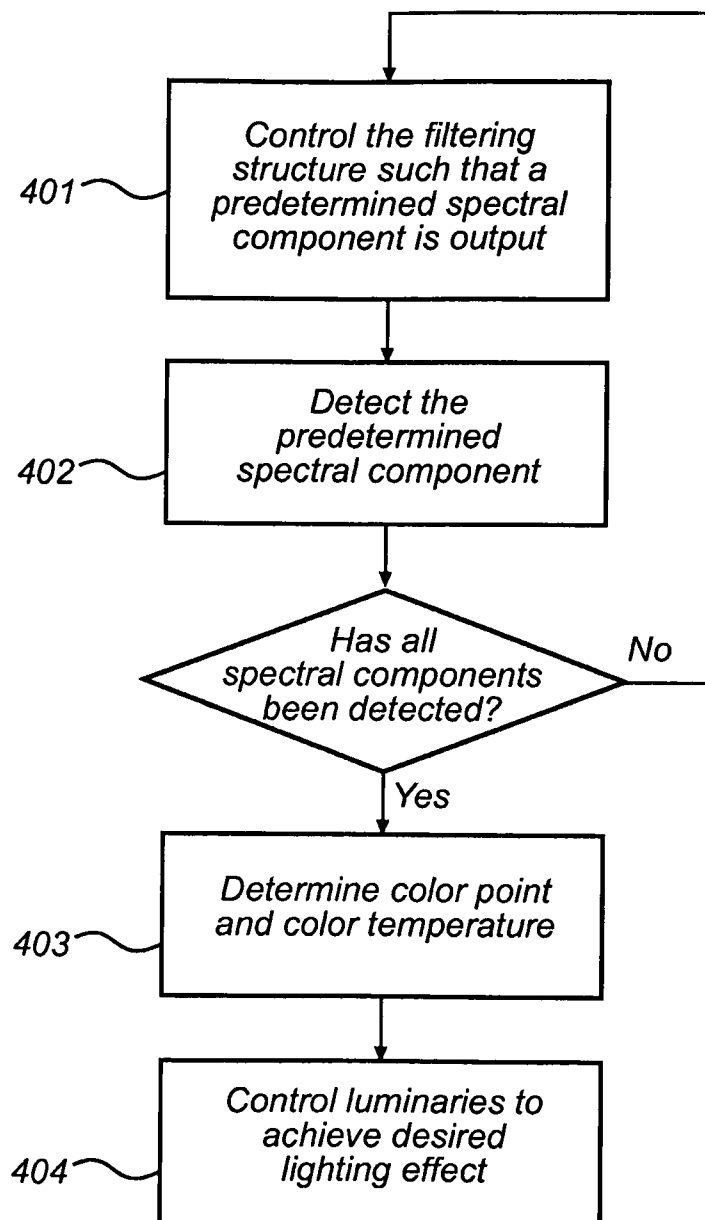 Control the filtering
structure such that a
predetermined spectral
component is output
401
Detect the
predetermined
spectral component
402
Has all
spectral components
been detected?
No
Yes
Determine color point
and color temperature
403
Control luminaries to
achieve desired
lighting effect
404